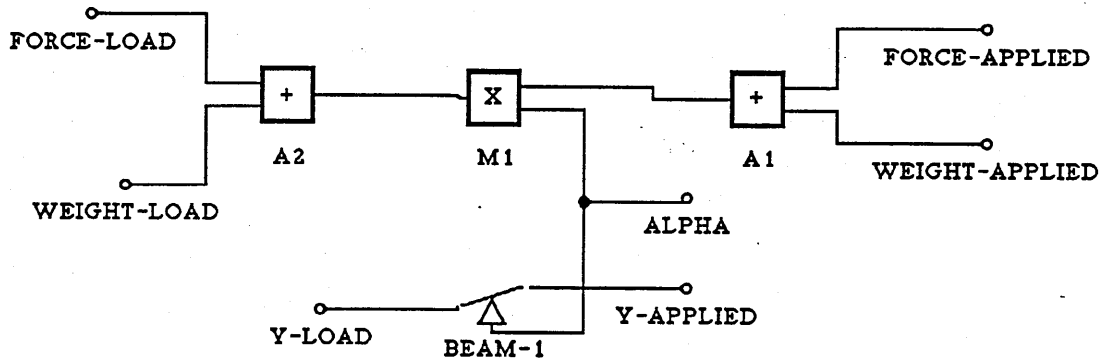 FORCE-LOAD
FORCE-APPLIED
+
X
+
A2
M1
A1
WEIGHT-APPLIED
WEIGHT-LOAD
ALPHA
Y-LOAD
Y-APPLIED
BEAM-1